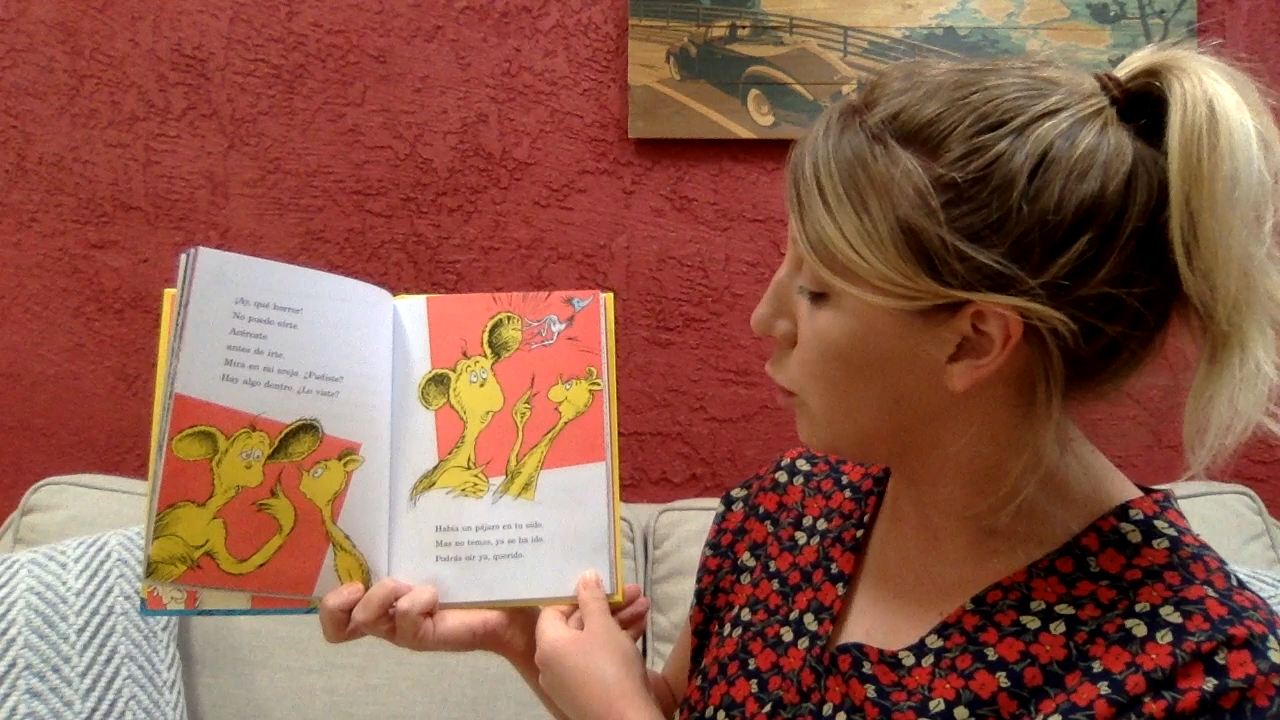 ¡Ay, qué horror!
No puedo oírte.
Acércate
antes de irte.
Mira en mi oreja. ¿Pudiste?
Hay algo dentro. ¿Lo viste?
Había un pájaro en tu oído.
Mas no temas, ya se ha ido.
Podrás oír ya, querido.